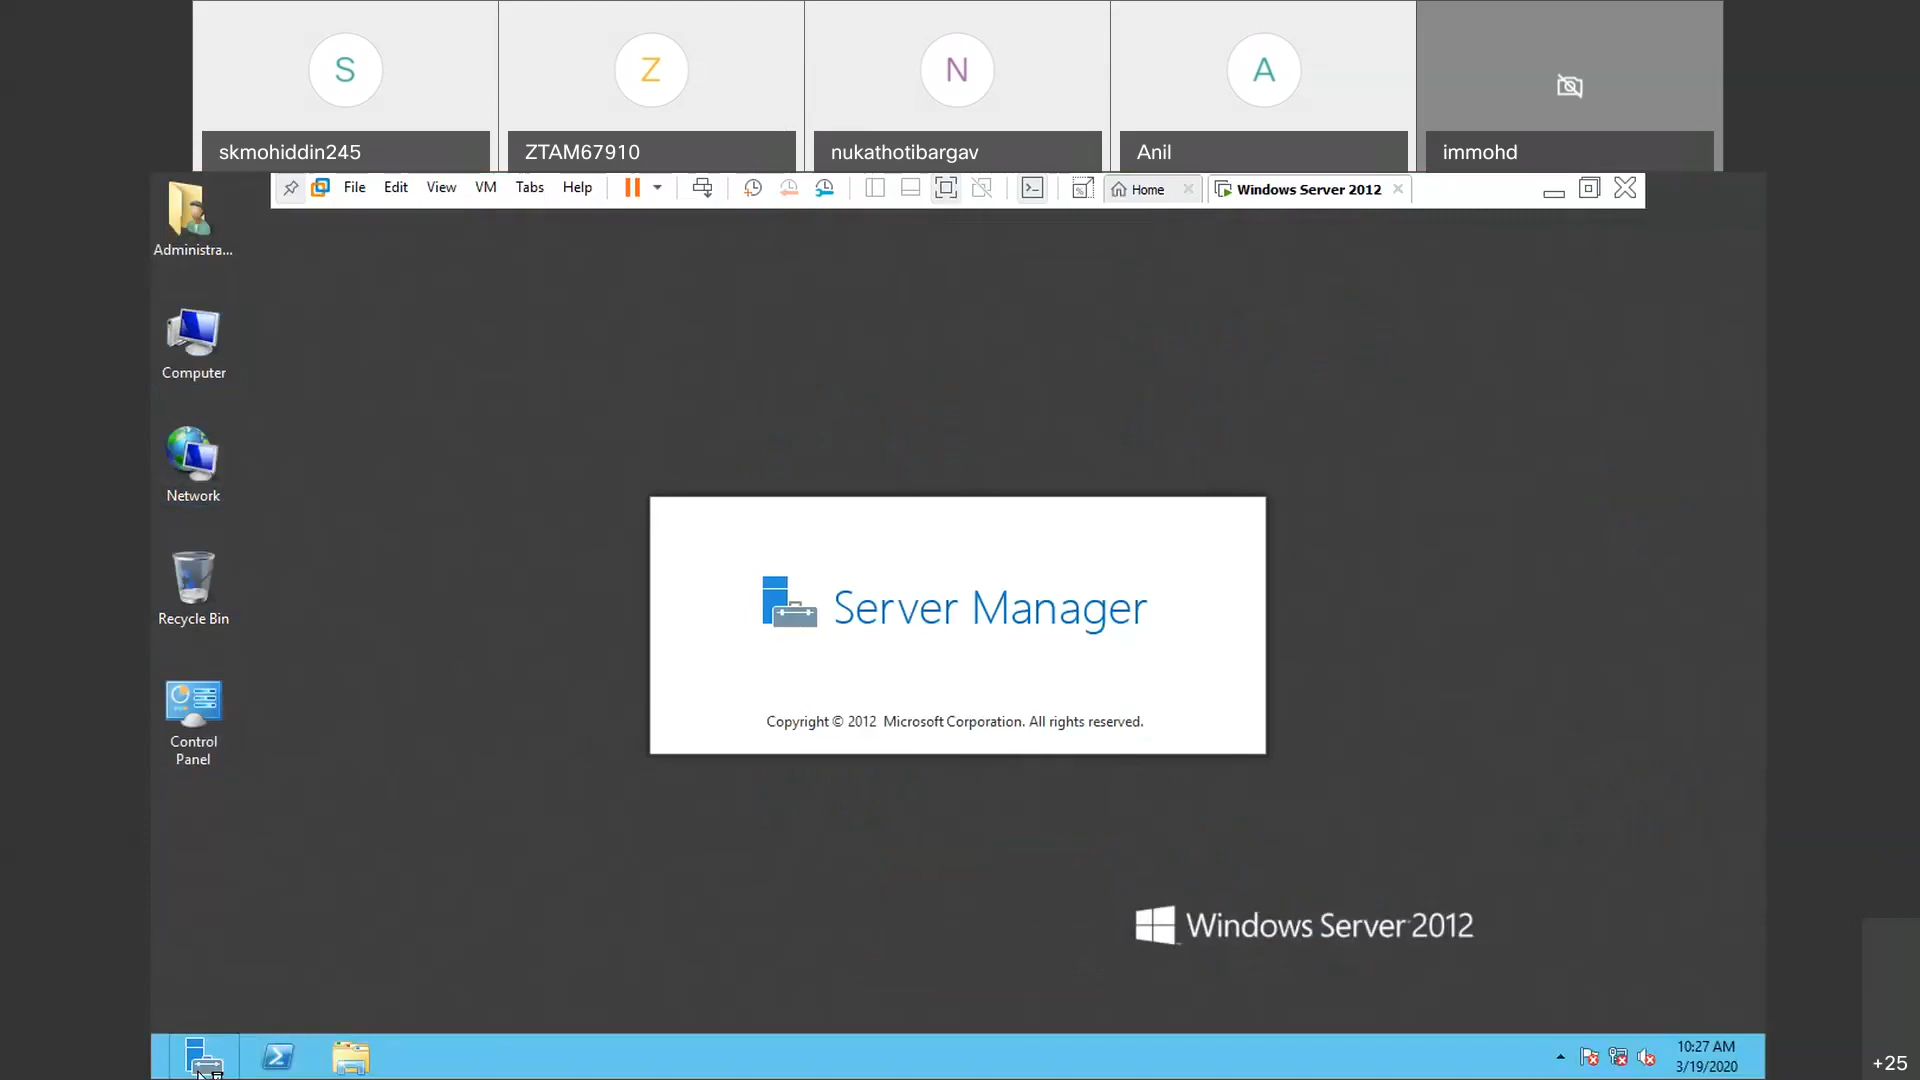 S
Z
N
A
skmohiddin245
ZTAM67910
nukathotibargav
Anil
immohd
File Edit View VM Tabs Help
Home
Windows Server 2012
Administra...
Computer
Network
Recycle Bin
Control
Panel
Server Manager
Copyright © 2012 Microsoft Corporation. All rights reserved.
Windows Server 2012
10:27 AM
3/19/2020
+25